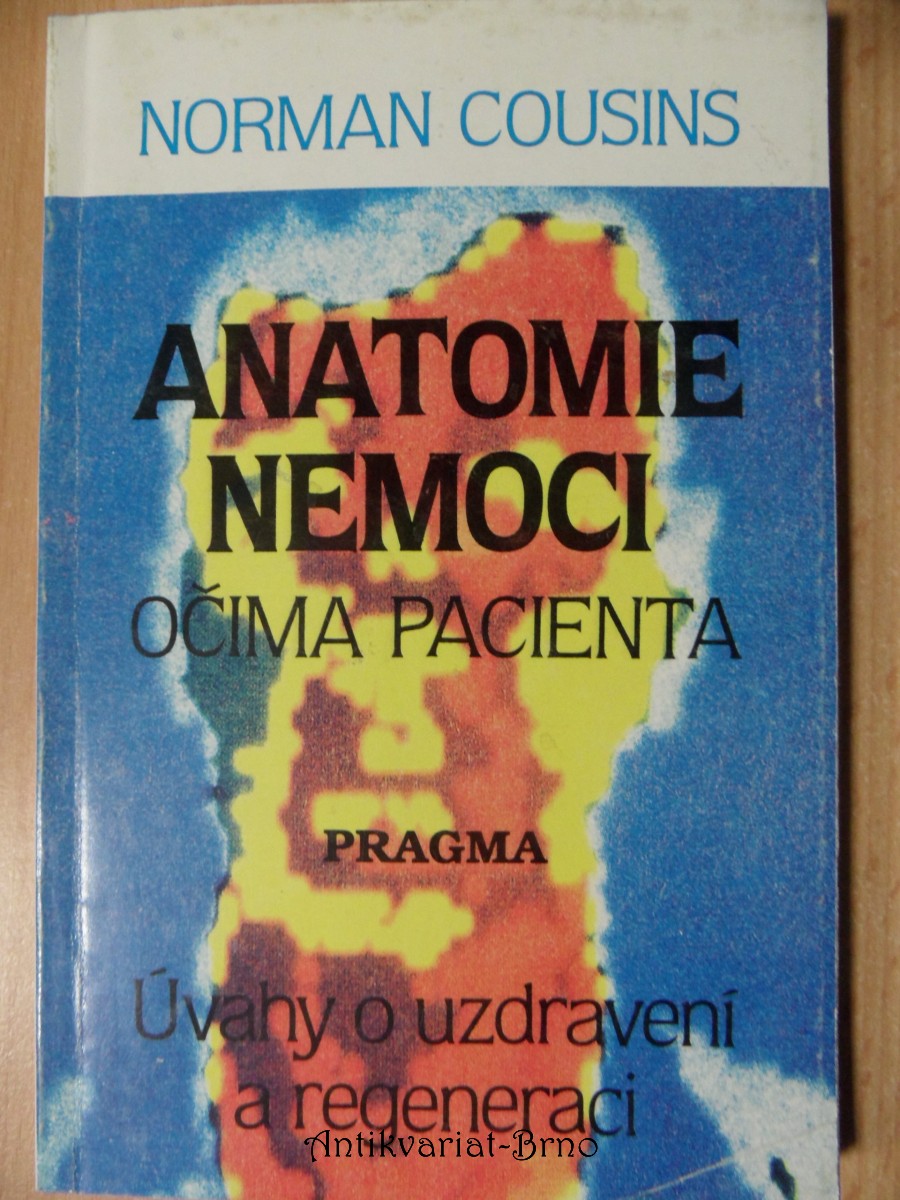 NORMAN COUSINS
ANATOMIE
NEMOCI
OČIMA PACIENTA
PRAGMA
Úvahy o uzdravení
a regeneraci
Antikvariat-Brno